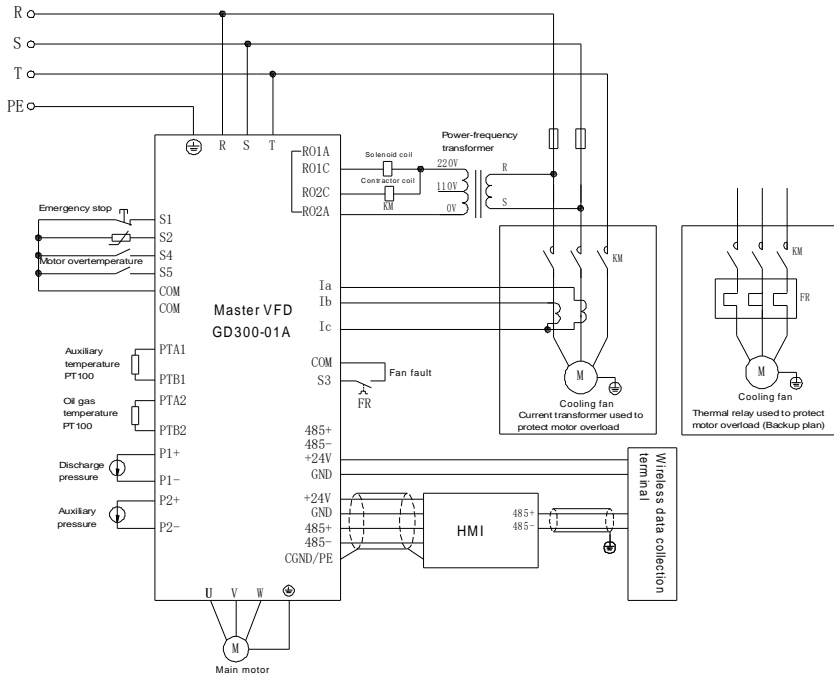 R
S
T
PE
R S T
RO1A
RO1C
RO2C
RO2A
Solenoid coil
Contractor coil
KM
Power-frequency
transformer
220V
110V
0V
R
S
Emergency stop
S1
S2
S4
Motor overtemperature
S5
COM
COM
Master VFD
GD300-01A
Ia
Ib
Ic
COM
S3
Fan fault
FR
KM
M
Cooling fan
Current transformer used to
protect motor overload
KM
FR
M
Cooling fan
Thermal relay used to protect
motor overload (Backup plan)
Auxiliary
temperature
PT100
PTA1
PTB1
Oil gas
temperature
PT100
PTA2
PTB2
Discharge
pressure
P1+
P1-
Auxiliary
pressure
P2+
P2-
485+
485-
+24V
GND
+24V
GND
485+
485-
CGND/PE
HMI
485+
485-
Wireless data collection
terminal
U V W
M
Main motor